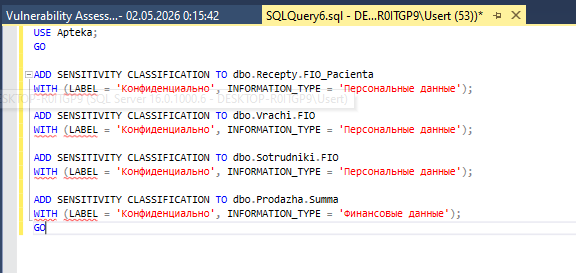 Vulnerability Assess...- 02.05.2026 0:15:42
SQLQuery6.sql - DE...R0ITGP9\Usert (53))*
USE Apteka;
GO
ADD SENSITIVITY CLASSIFICATION TO dbo.Recepty.FIO_Pacienta
WITH (LABEL = 'Конфиденциально', INFORMATION_TYPE = 'Персональные данные');
SKTOP-R0ITGP9 (SQL Server 16.0.1000.6 - DESKTOP-R0ITGP9\Usert)
ADD SENSITIVITY CLASSIFICATION TO dbo.Vrachi.FIO
WITH (LABEL = 'Конфиденциально', INFORMATION_TYPE = 'Персональные данные');
ADD SENSITIVITY CLASSIFICATION TO dbo.Sotrudniki.FIO
WITH (LABEL = 'Конфиденциально', INFORMATION_TYPE = 'Персональные данные');
ADD SENSITIVITY CLASSIFICATION TO dbo.Prodazha.Summa
WITH (LABEL = 'Конфиденциально', INFORMATION_TYPE = 'Финансовые данные');
GO